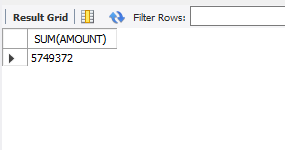 Result Grid Filter Rows:
SUM(AMOUNT)
5749372